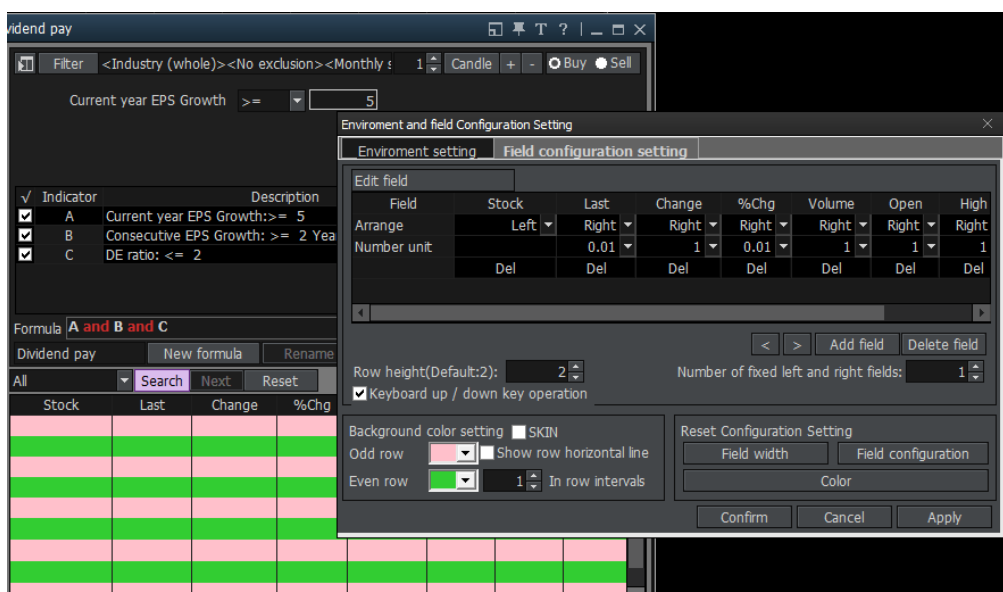 vidend pay T ?
Filter <Industry (whole)><No exclusion><Monthly 1 Candle + - Buy Sell
Current year EPS Growth >= 5
Enviroment and field Configuration Setting
Enviroment setting Field configuration setting
Edit field
Field Stock Last Change %Chg Volume Open High
Arrange Left Right Right Right Right Right Right
Number unit 0.01 1 0.01 1 1 1
Del Del Del Del Del Del Del
< > Add field Delete field
Row height(Default:2): 2 Number of fixed left and right fields: 1
Keyboard up / down key operation
Background color setting SKIN
Odd row Show row horizontal line
Even row 1 In row intervals
Reset Configuration Setting
Field width Field configuration
Color
Confirm Cancel Apply
√ Indicator Description
A Current year EPS Growth:>= 5
B Consecutive EPS Growth: >= 2 Yea
C DE ratio: <= 2
Formula A and B and C
Dividend pay New formula Rename
All Search Next Reset
Stock Last Change %Chg